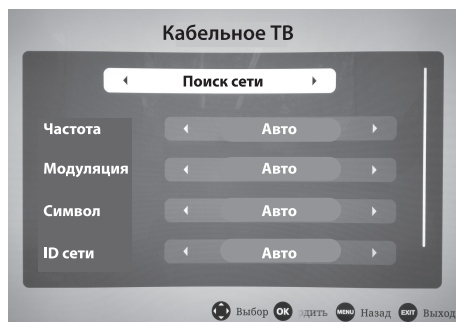 Кабельное ТВ
Поиск сети
Частота Авто
Модуляция Авто
Символ Авто
ID сети Авто
Выбор OK дить MENU Назад EXIT Выход